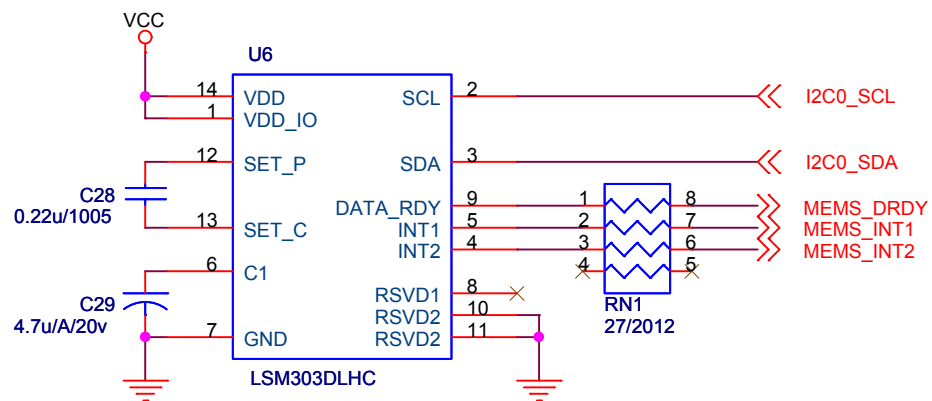 VCC
U6
14 VDD SCL 2 I2C0_SCL
1 VDD_IO
12 SET_P SDA 3 I2C0_SDA
C28
0.22u/1005
DATA_RDY 9 1 8 MEMS_DRDY
13 SET_C INT1 5 2 7 MEMS_INT1
INT2 4 3 6 MEMS_INT2
6 C1 4 5
C29
4.7u/A/20v
RSVD1 8
RN1
27/2012
RSVD2 10
7 GND RSVD2 11
LSM303DLHC